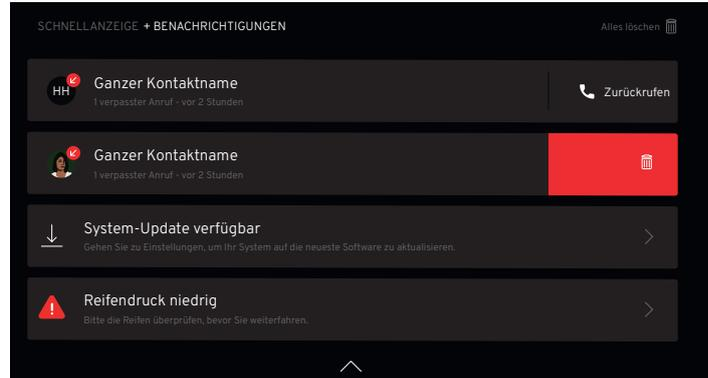 SCHNELLANZEIGE + BENACHRICHTIGUNGEN
Alles löschen
HH
Ganzer Kontaktname
1 verpasster Anruf - vor 2 Stunden
Zurückrufen
Ganzer Kontaktname
1 verpasster Anruf - vor 2 Stunden
System-Update verfügbar
Gehen Sie zu Einstellungen, um Ihr System auf die neueste Software zu aktualisieren.
Reifendruck niedrig
Bitte die Reifen überprüfen, bevor Sie weiterfahren.